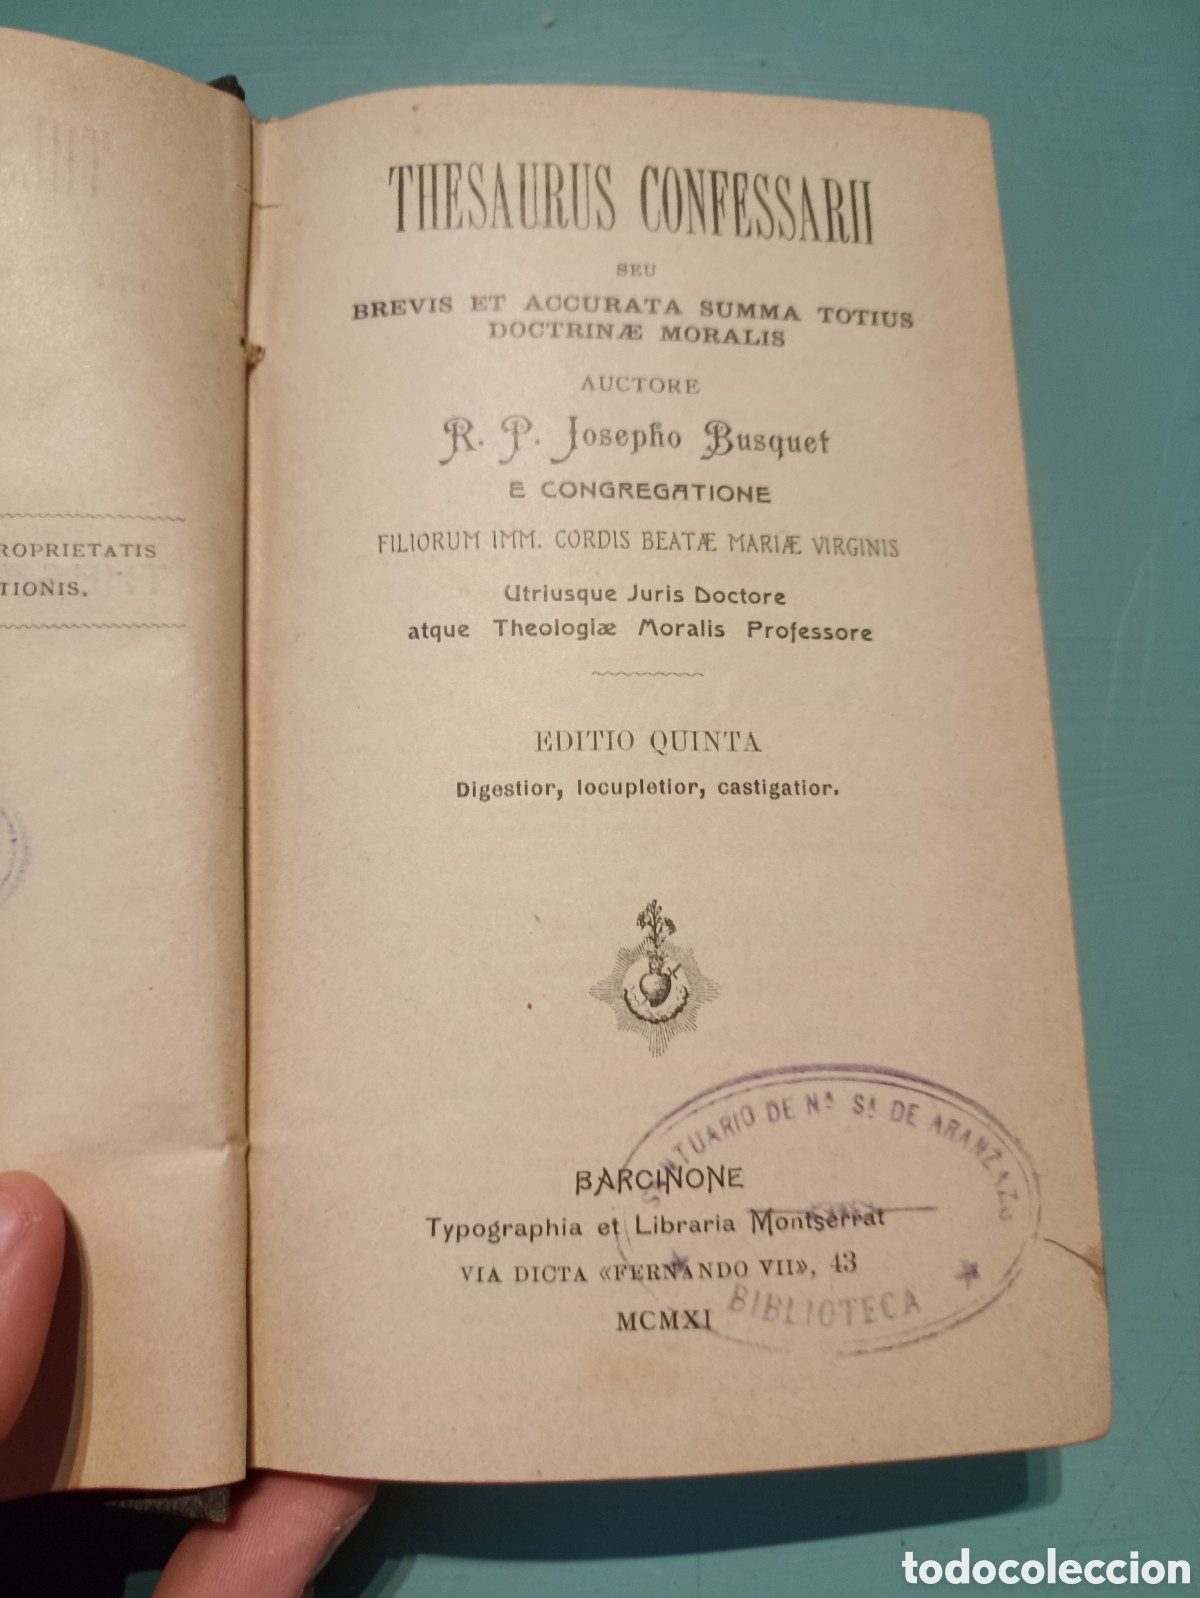 ROPRIETATIS
TIONIS.
THESAURUS CONFESSARII
SEU
BREVIS ET ACCURATA SUMMA TOTIUS
DOCTRINÆ MORALIS
AUCTORE
R. P. Josepho Busquet
E CONGREGATIONE
FILIORUM IMM. CORDIS BEATÆ MARIÆ VIRGINIS
Utriusque Juris Doctore
atque Theologiæ Moralis Professore
EDITIO QUINTA
Digestior, locupletior, castigatior.
SANTUARIO DE Nª Sª DE ARANZAZU
BIBLIOTECA
BARCINONE
Typographia et Libraria Montserrat
VIA DICTA «FERNANDO VII», 43
MCMXI
todocoleccion